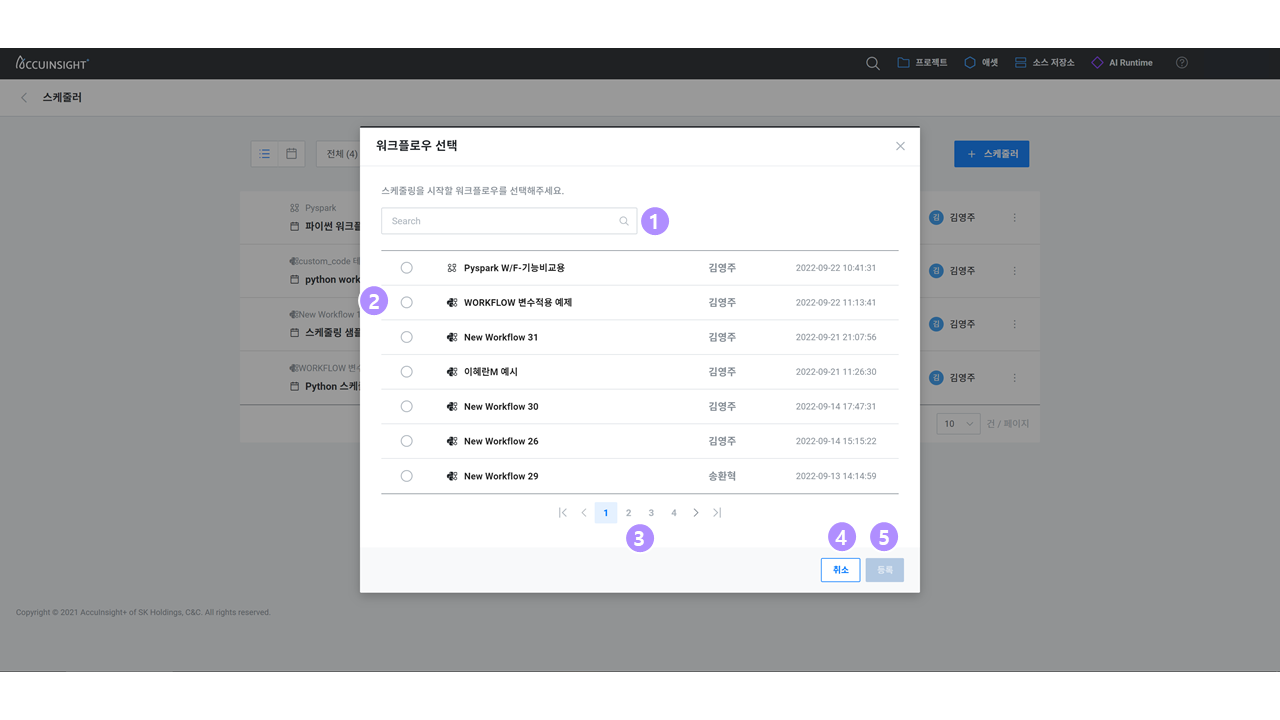 ACCUINSIGHT+
프로젝트
애셋
소스 저장소
AI Runtime
스케줄러
전체 (4)
+ 스케줄러
워크플로우 선택
스케줄링을 시작할 워크플로우를 선택해주세요.
Search
1
Pyspark W/F-기능비교용 김영주 2022-09-22 10:41:31
2
WORKFLOW 변수적용 예제 김영주 2022-09-22 11:13:41
New Workflow 31 김영주 2022-09-21 21:07:56
이혜란M 예시 김영주 2022-09-21 11:26:30
New Workflow 30 김영주 2022-09-14 17:47:31
New Workflow 26 김영주 2022-09-14 15:15:22
New Workflow 29 송환혁 2022-09-13 14:14:59
1 2 3 4
3
4
5
취소
등록
Pyspark
파이썬 워크플
김 김영주
custom_code
python work
김 김영주
New Workflow
스케줄링 샘플
김 김영주
WORKFLOW 변수
Python 스케
김 김영주
10 건 / 페이지
Copyright © 2021 AccuInsight+ of SK Holdings, C&C. All rights reserved.